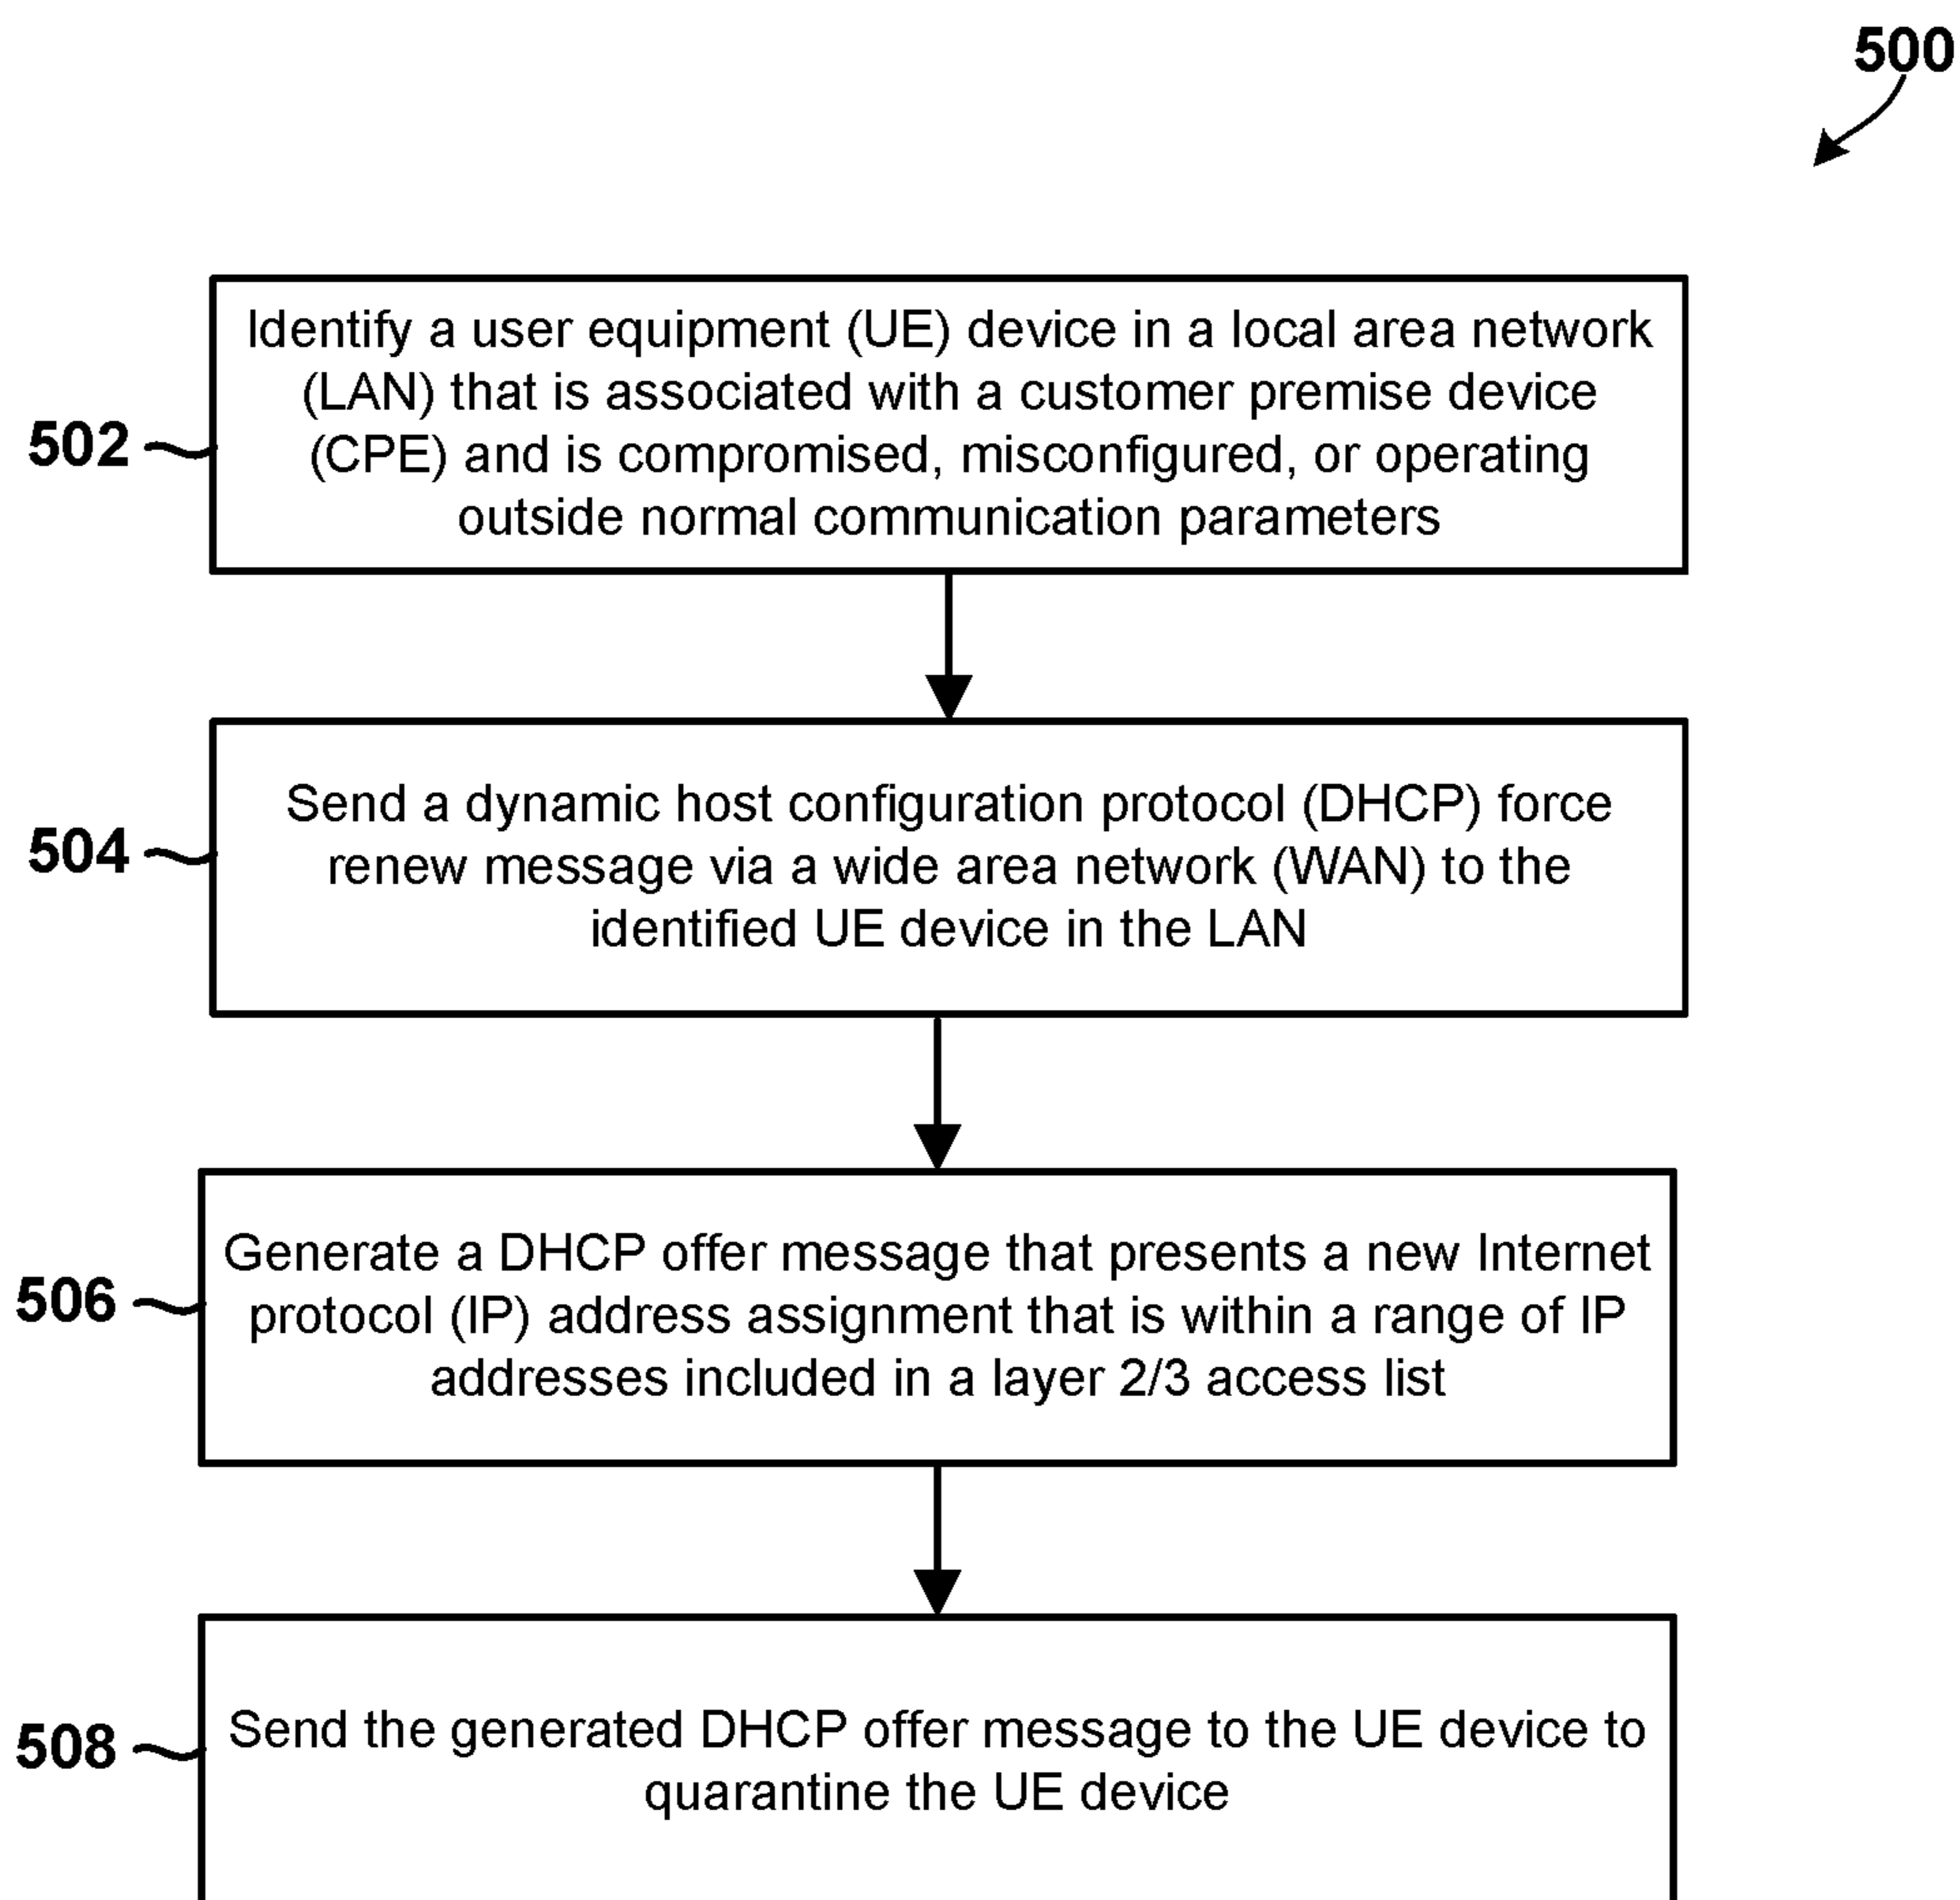 500
Identify a user equipment (UE) device in a local area network
(LAN) that is associated with a customer premise device
(CPE) and is compromised, misconfigured, or operating
outside normal communication parameters
502
Send a dynamic host configuration protocol (DHCP) force
renew message via a wide area network (WAN) to the
identified UE device in the LAN
504
Generate a DHCP offer message that presents a new Internet
protocol (IP) address assignment that is within a range of IP
addresses included in a layer 2/3 access list
506
Send the generated DHCP offer message to the UE device to
quarantine the UE device
508